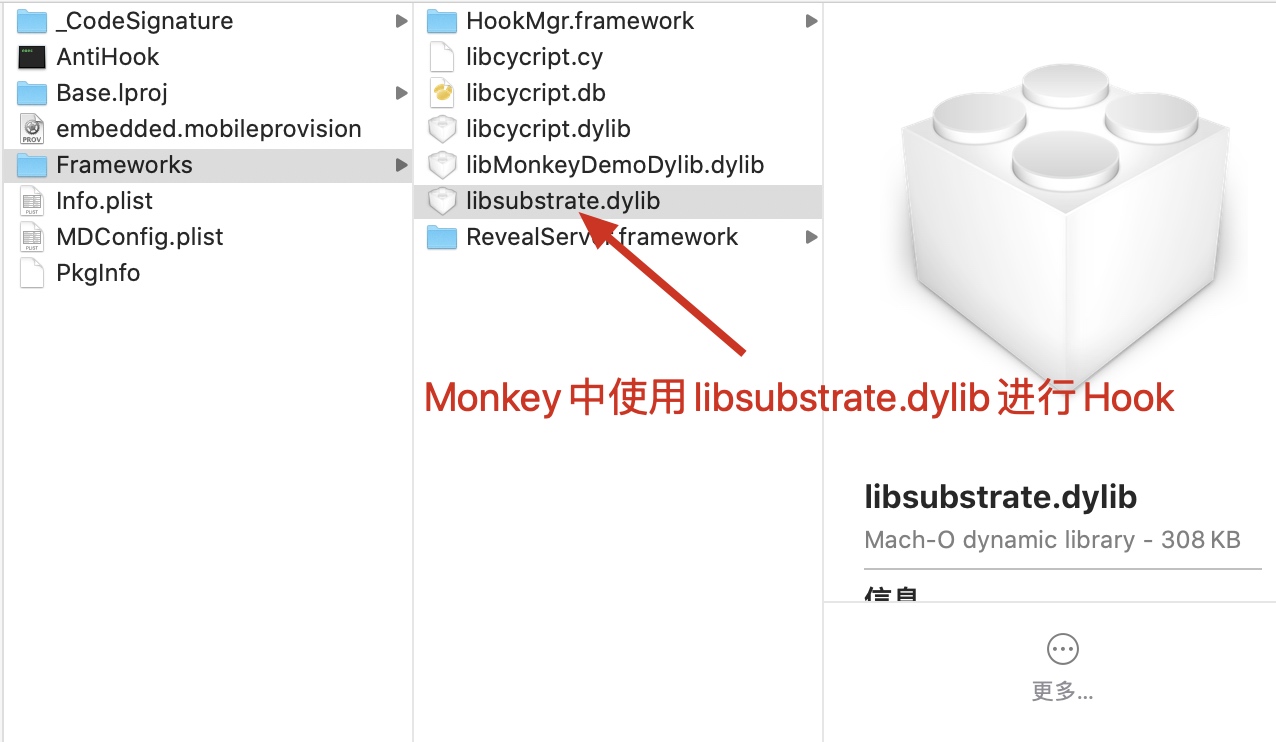 _CodeSignature
AntiHook
Base.lproj
embedded.mobileprovision
Frameworks
Info.plist
MDConfig.plist
PkgInfo
HookMgr.framework
libcycript.cy
libcycript.db
libcycript.dylib
libMonkeyDemoDylib.dylib
libsubstrate.dylib
RevealServer.framework
Monkey 中使用 libsubstrate.dylib 进行 Hook
libsubstrate.dylib
Mach-O dynamic library - 308 KB
信息
更多...